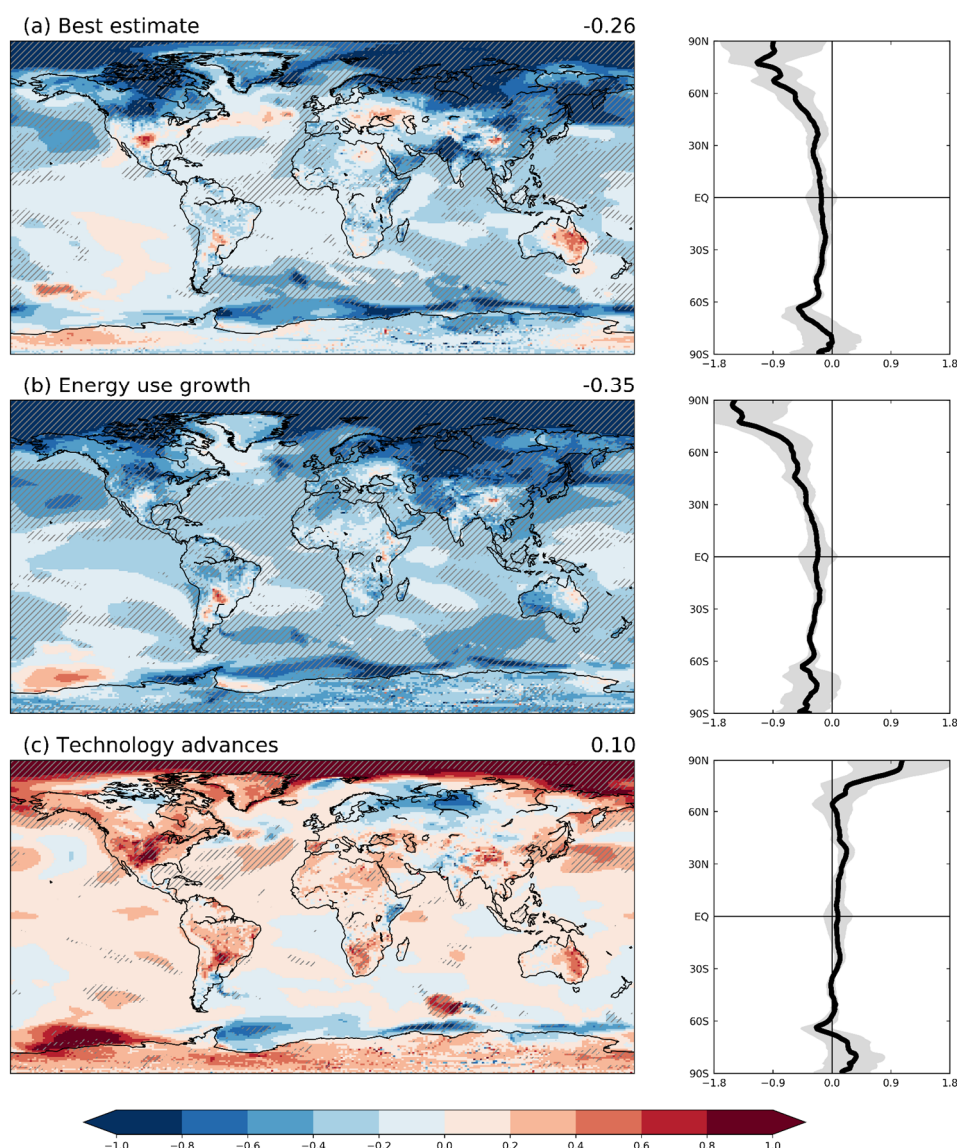 (a) Best estimate -0.26
90N
60N
30N
EQ
30S
60S
90S
−1.8 −0.9 0.0 0.9 1.8
(b) Energy use growth -0.35
90N
60N
30N
EQ
30S
60S
90S
−1.8 −0.9 0.0 0.9 1.8
(c) Technology advances 0.10
90N
60N
30N
EQ
30S
60S
90S
−1.8 −0.9 0.0 0.9 1.8
−1.0 −0.8 −0.6 −0.4 −0.2 0.0 0.2 0.4 0.6 0.8 1.0